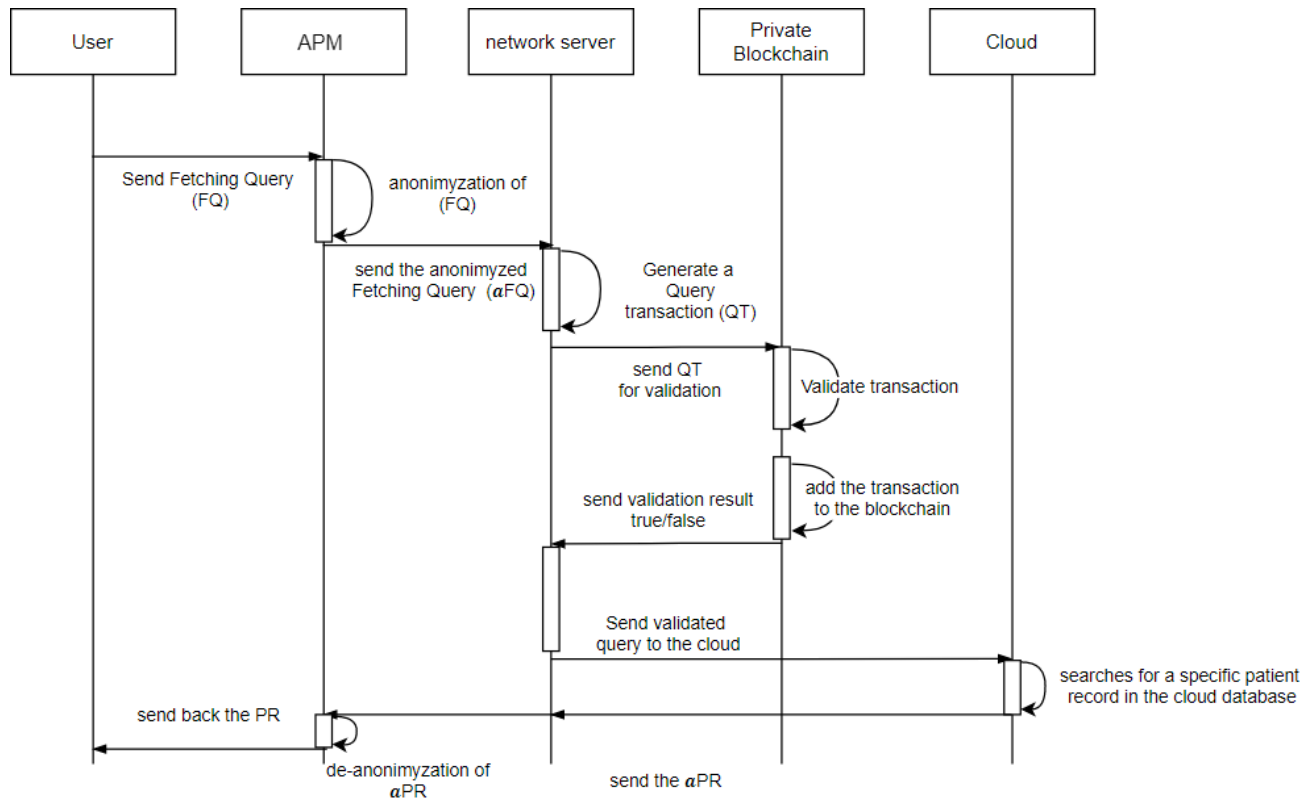 User
APM
network server
Private
Blockchain
Cloud
Send Fetching Query
(FQ)
anonimyzation of
(FQ)
send the anonimyzed
Fetching Query (𝒂FQ)
Generate a
Query
transaction (QT)
send QT
for validation
Validate transaction
add the transaction
to the blockchain
send validation result
true/false
Send validated
query to the cloud
searches for a specific patient
record in the cloud database
send back the PR
de-anonimyzation of
𝒂PR
send the 𝒂PR